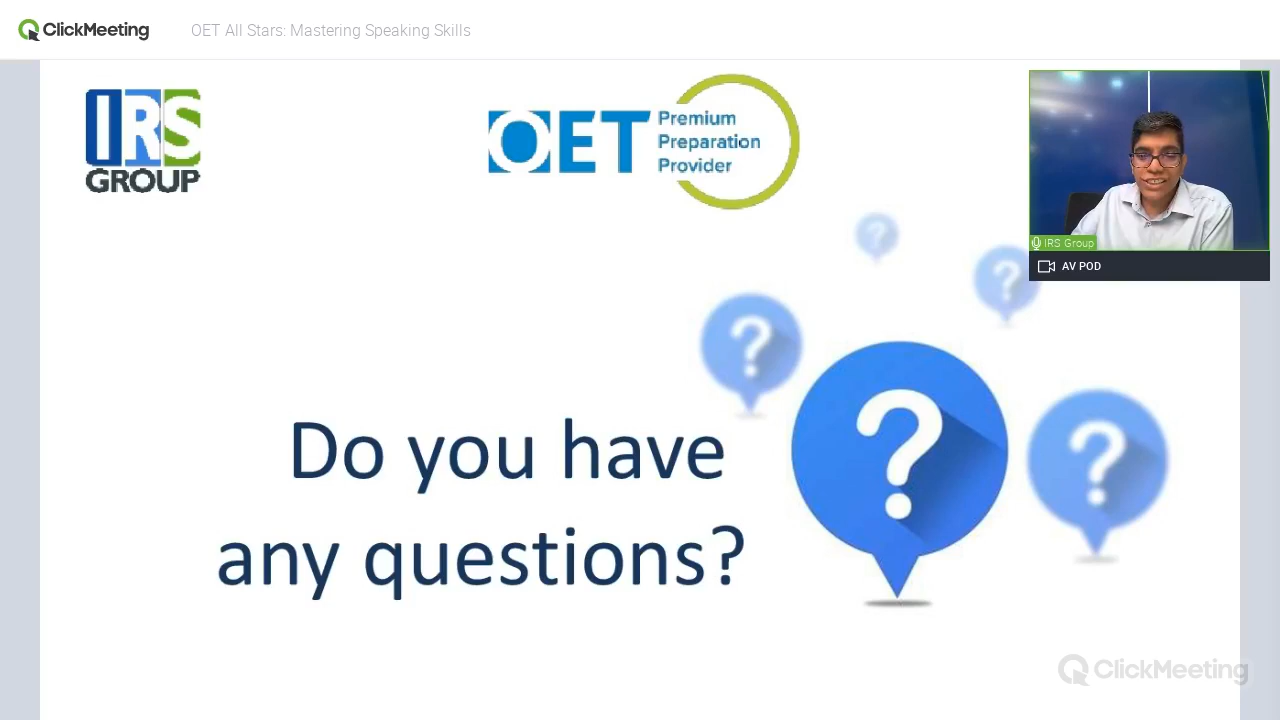 ClickMeeting OET All Stars: Mastering Speaking Skills
IRS
GROUP
OET
Premium
Preparation
Provider
IRS Group
AV POD
?
?
?
?
?
Do you have
any questions?
ClickMeeting